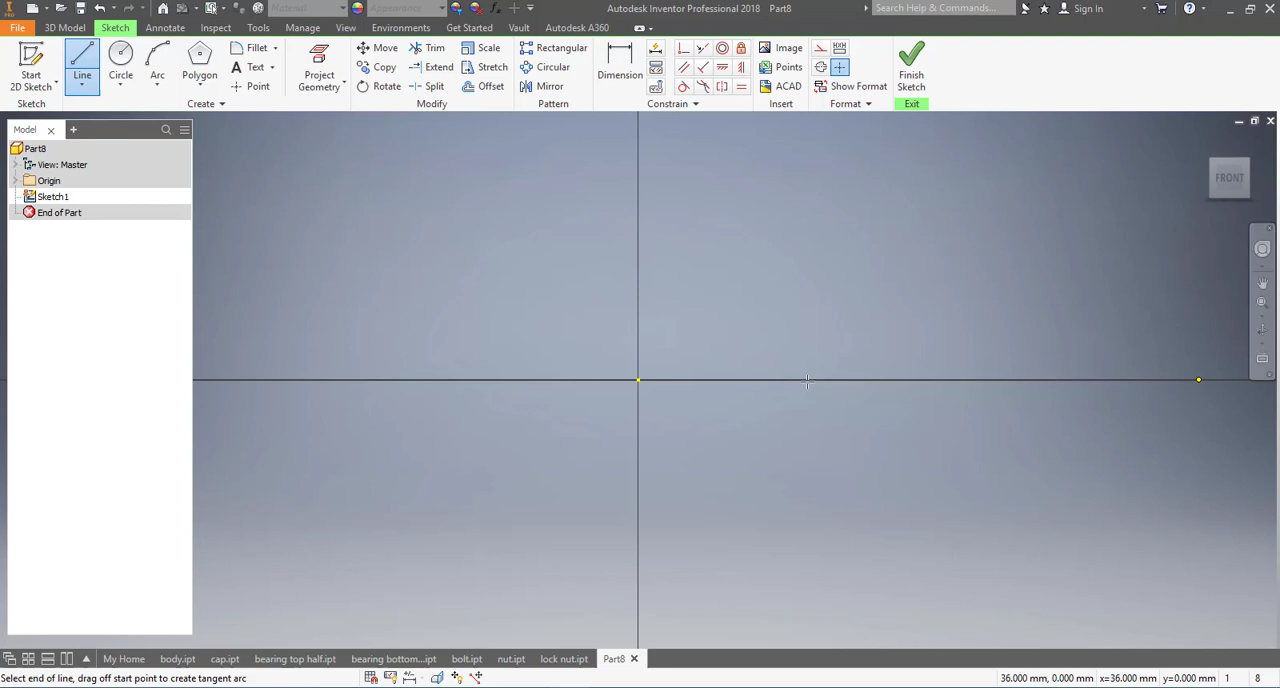 Material
Appearance
Autodesk Inventor Professional 2018 Part8
Search Help & Commands...
Sign In
PRO
File 3D Model Sketch Annotate Inspect Tools Manage View Environments Get Started Vault Autodesk A360
Start
2D Sketch
Line
Circle
Arc
Polygon
Fillet
Text
Point
Project
Geometry
Move Trim Scale
Copy Extend Stretch
Rotate Split Offset
Rectangular
Circular
Mirror
Dimension
Image
Points
ACAD
Show Format
Finish
Sketch
Sketch Create Modify Pattern Constrain Insert Format Exit
Model
Part8
View: Master
Origin
Sketch1
End of Part
FRONT
My Home body.ipt cap.ipt bearing top half.ipt bearing bottom...ipt bolt.ipt nut.ipt lock nut.ipt Part8
Select end of line, drag off start point to create tangent arc
36.000 mm, 0.000 mm x=36.000 mm y=0.000 mm 1 8